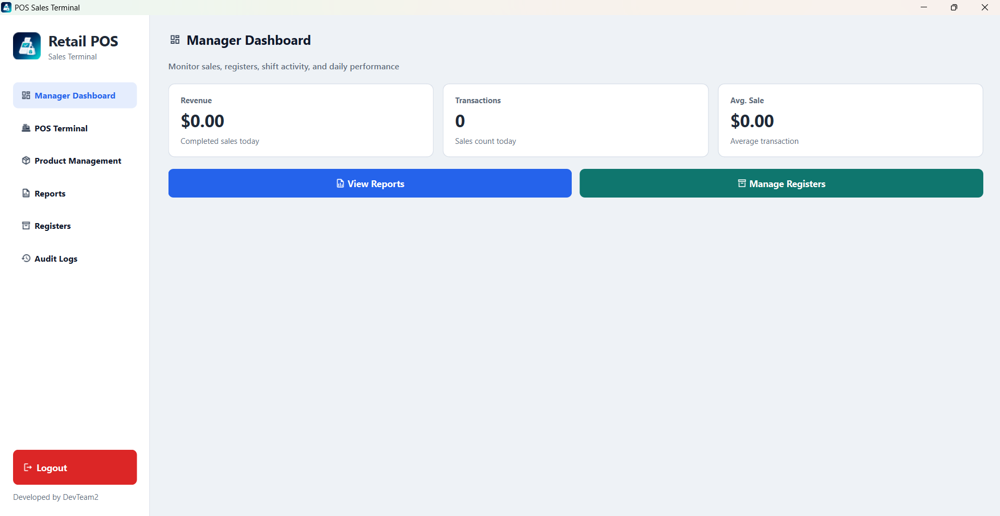 POS Sales Terminal
Retail POS
Sales Terminal
Manager Dashboard
POS Terminal
Product Management
Reports
Registers
Audit Logs
Logout
Developed by DevTeam2
Manager Dashboard
Monitor sales, registers, shift activity, and daily performance
Revenue
$0.00
Completed sales today
Transactions
0
Sales count today
Avg. Sale
$0.00
Average transaction
View Reports
Manage Registers